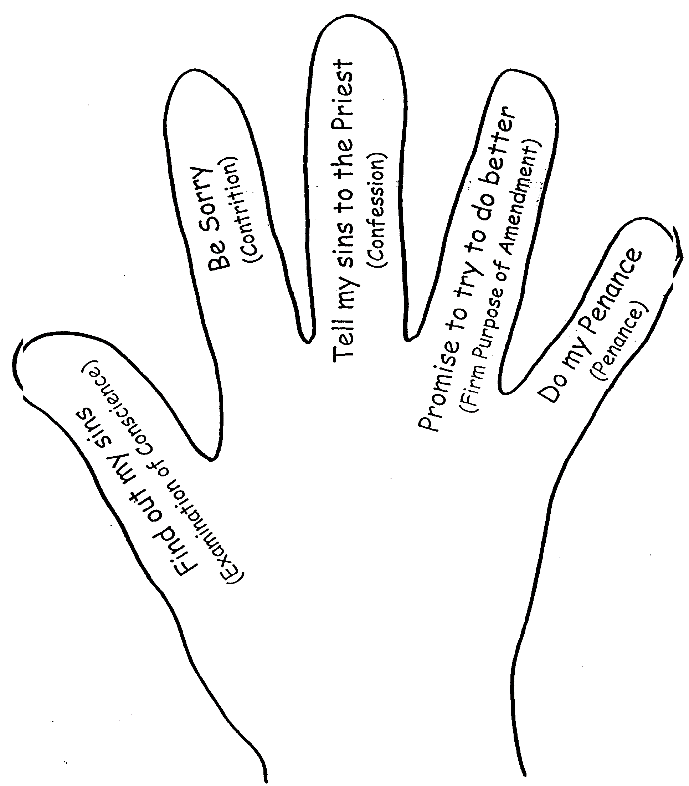 Find out my sins
(Examination of Conscience)
Be Sorry
(Contrition)
Tell my sins to the Priest
(Confession)
Promise to try to do better
(Firm Purpose of Amendment)
Do my Penance
(Penance)